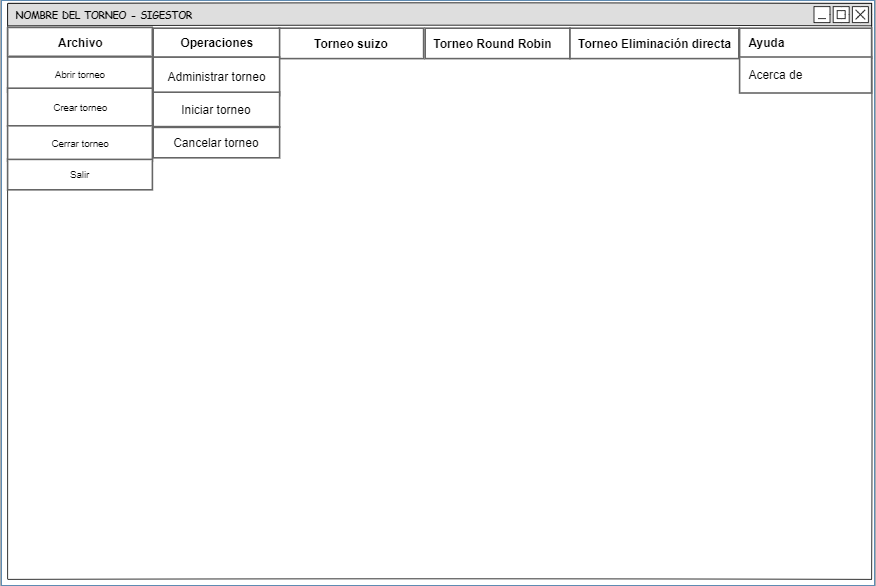 NOMBRE DEL TORNEO - SIGESTOR
Archivo
Operaciones
Torneo suizo
Torneo Round Robin
Torneo Eliminación directa
Ayuda
Abrir torneo
Administrar torneo
Acerca de
Crear torneo
Iniciar torneo
Cerrar torneo
Cancelar torneo
Salir